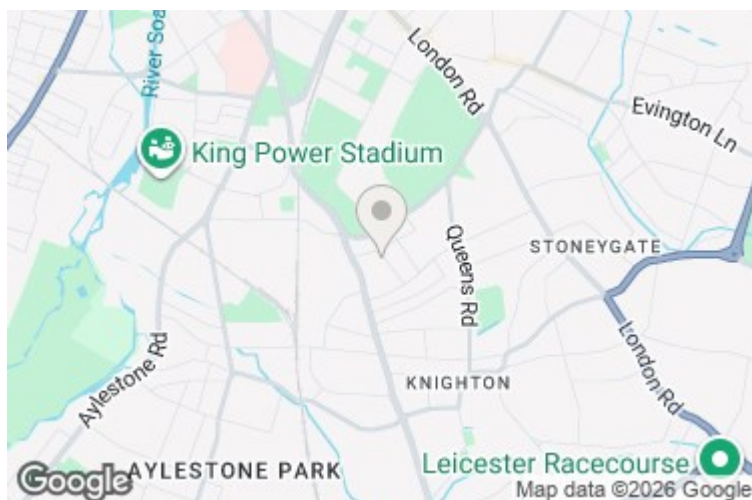 London Rd
River Soar
Evington Ln
King Power Stadium
Queens Rd
STONEYGATE
London Rd
Aylestone Rd
KNIGHTON
Leicester Racecourse
AYLESTONE PARK
Google
Map data ©2026 Google